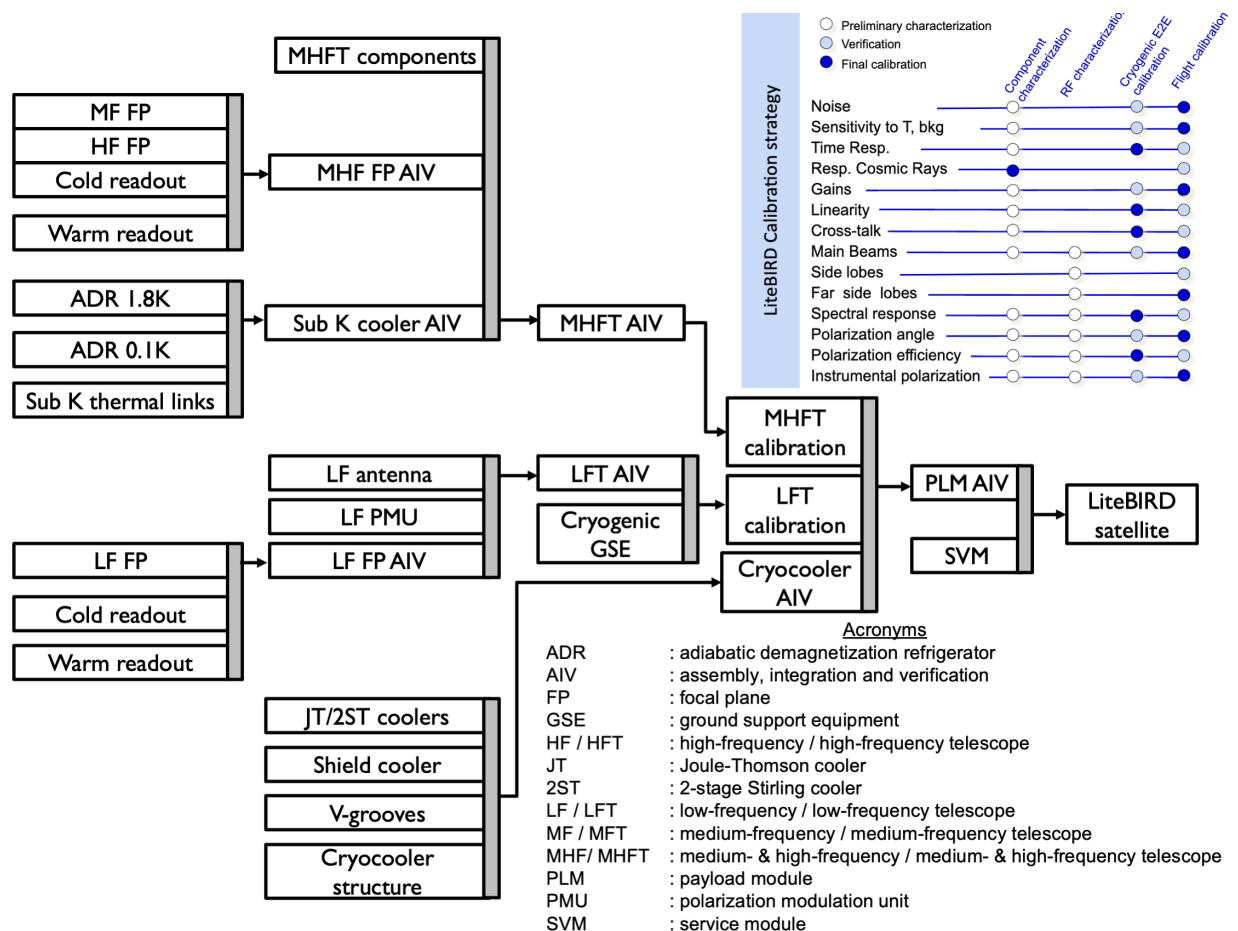 MHFT components
MF FP
HF FP
Cold readout
Warm readout
MHF FP AIV
ADR 1.8K
ADR 0.1K
Sub K thermal links
Sub K cooler AIV
MHFT AIV
LiteBIRD Calibration strategy
Preliminary characterization
Verification
Final calibration
Component
characterization
RF characterization
Cryogenic E2E
calibration
Flight calibration
Noise
Sensitivity to T, bkg
Time Resp.
Resp. Cosmic Rays
Gains
Linearity
Cross-talk
Main Beams
Side lobes
Far side lobes
Spectral response
Polarization angle
Polarization efficiency
Instrumental polarization
MHFT
calibration
LF antenna
LF PMU
LF FP AIV
LFT AIV
Cryogenic
GSE
LFT
calibration
Cryocooler
AIV
PLM AIV
SVM
LiteBIRD
satellite
LF FP
Cold readout
Warm readout
JT/2ST coolers
Shield cooler
V-grooves
Cryocooler
structure
Acronyms
ADR : adiabatic demagnetization refrigerator
AIV : assembly, integration and verification
FP : focal plane
GSE : ground support equipment
HF / HFT : high-frequency / high-frequency telescope
JT : Joule-Thomson cooler
2ST : 2-stage Stirling cooler
LF / LFT : low-frequency / low-frequency telescope
MF / MFT : medium-frequency / medium-frequency telescope
MHF/ MHFT : medium- & high-frequency / medium- & high-frequency telescope
PLM : payload module
PMU : polarization modulation unit
SVM : service module